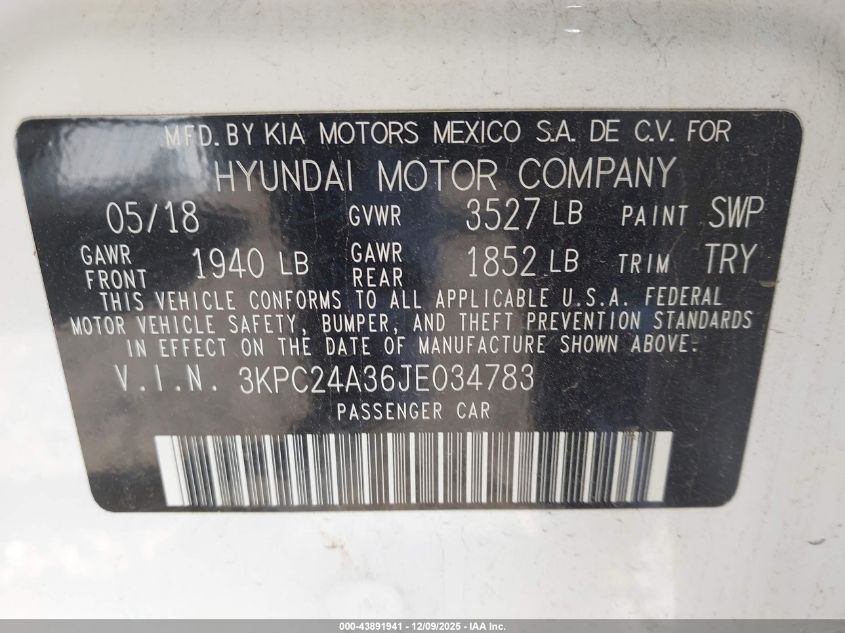 MFD. BY KIA MOTORS MEXICO S.A. DE C.V. FOR
HYUNDAI MOTOR COMPANY
05/18 GVWR 3527 LB PAINT SWP
GAWR FRONT 1940 LB GAWR REAR 1852 LB TRIM TRY
THIS VEHICLE CONFORMS TO ALL APPLICABLE U.S.A. FEDERAL
MOTOR VEHICLE SAFETY, BUMPER, AND THEFT PREVENTION STANDARDS
IN EFFECT ON THE DATE OF MANUFACTURE SHOWN ABOVE.
V.I.N. 3KPC24A36JE034783
PASSENGER CAR
000-43891941 - 12/09/2025 - IAA Inc.